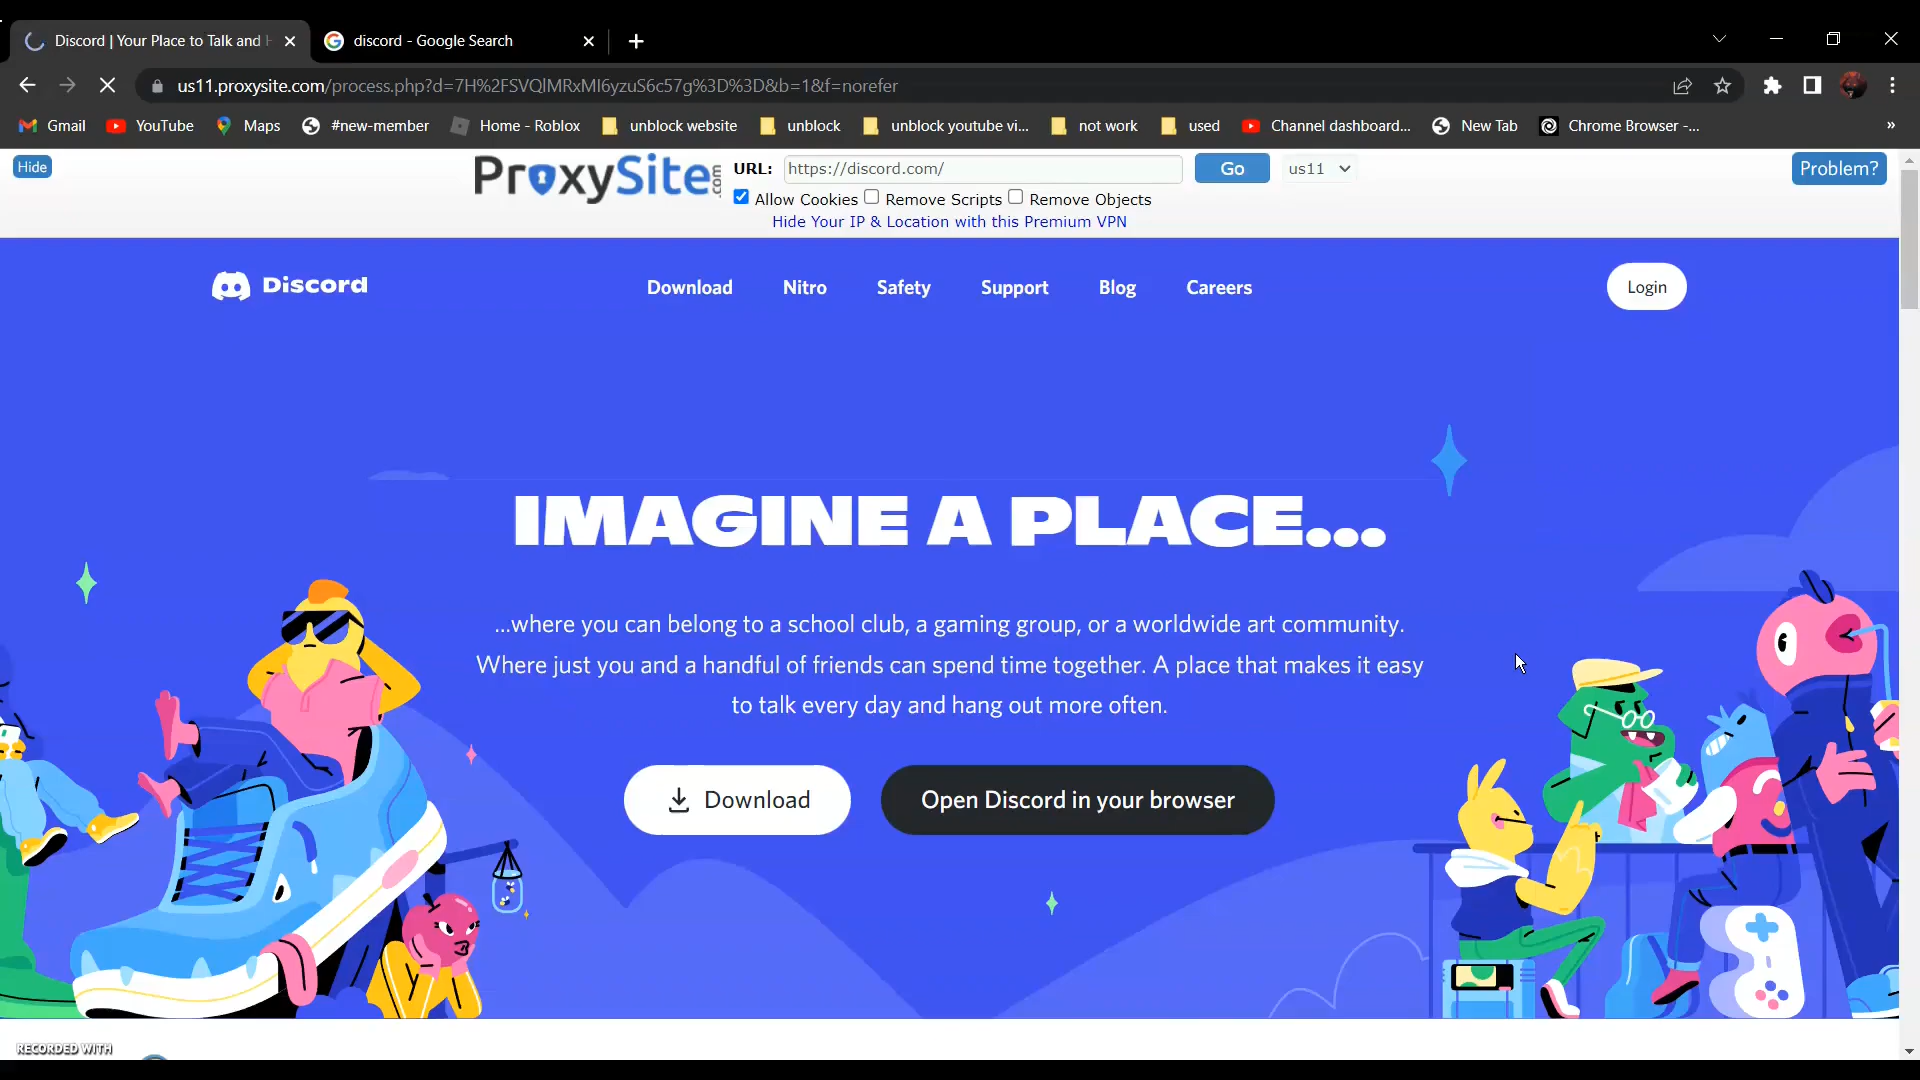 Discord | Your Place to Talk and H
discord - Google Search
us11.proxysite.com/process.php?d=7H%2FSVQlMRxMI6yzuS6c57g%3D%3D&b=1&f=norefer
Gmail YouTube Maps #new-member Home - Roblox unblock website unblock unblock youtube vi... not work used Channel dashboard... New Tab Chrome Browser -... »
Hide
ProxySite.com
URL: https://discord.com/ Go us11
Problem?
Allow Cookies Remove Scripts Remove Objects
Hide Your IP & Location with this Premium VPN
Discord
Download Nitro Safety Support Blog Careers
Login
IMAGINE A PLACE...
...where you can belong to a school club, a gaming group, or a worldwide art community.
Where just you and a handful of friends can spend time together. A place that makes it easy
to talk every day and hang out more often.
Download
Open Discord in your browser
RECORDED WITH